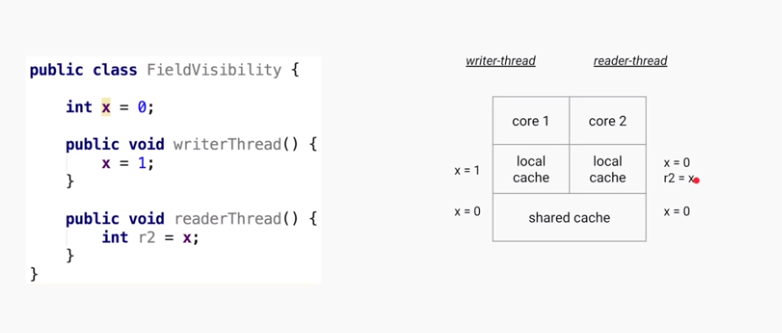 public class FieldVisibility {
int x = 0;
public void writerThread() {
x = 1;
}
public void readerThread() {
int r2 = x;
}
}
writer-thread reader-thread
core 1 core 2
x = 1 local cache local cache x = 0
r2 = x
x = 0 shared cache x = 0